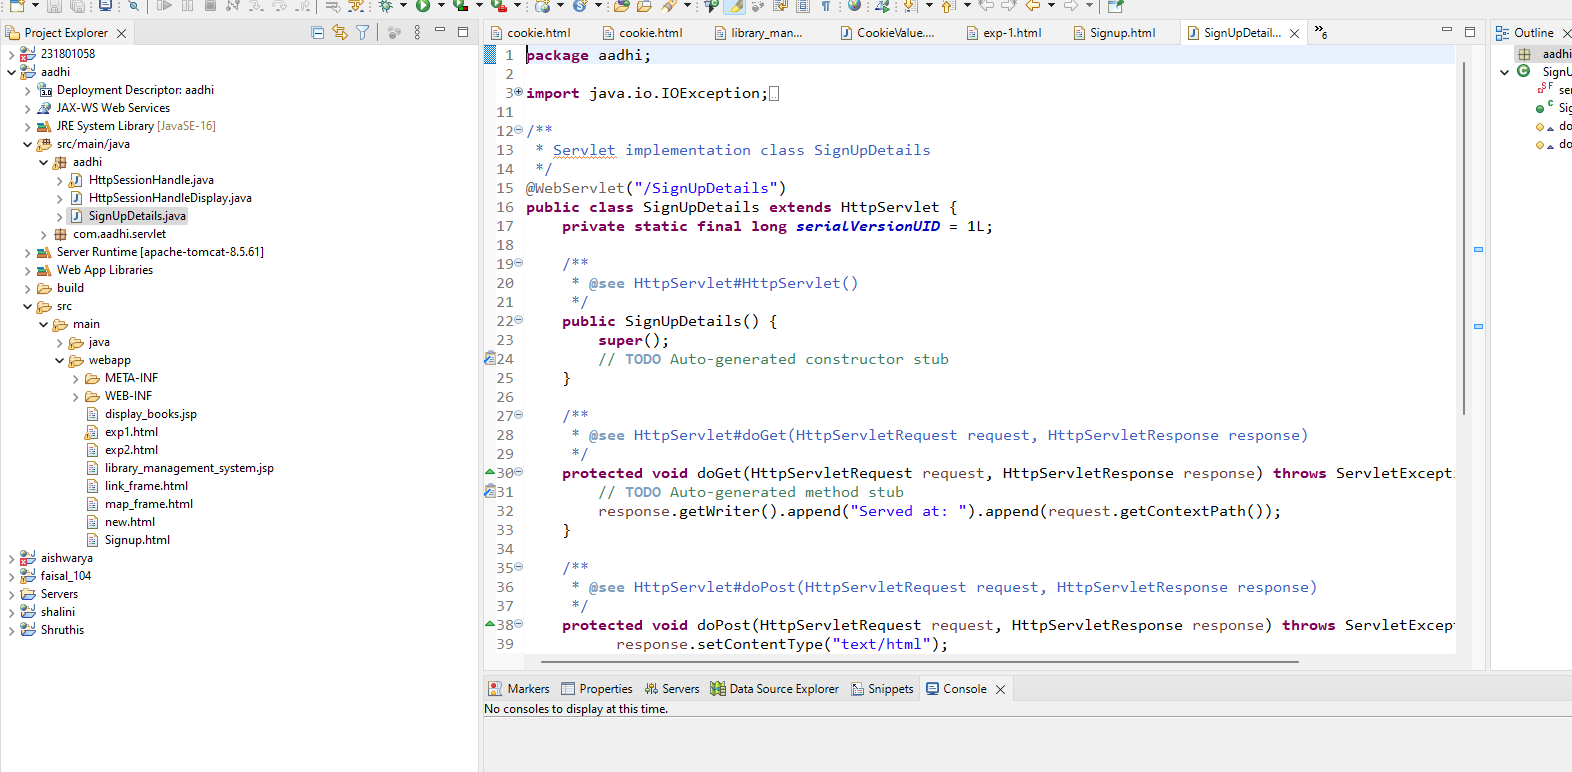 Project Explorer
231801058
aadhi
Deployment Descriptor: aadhi
JAX-WS Web Services
JRE System Library [JavaSE-16]
src/main/java
aadhi
HttpSessionHandle.java
HttpSessionHandleDisplay.java
SignUpDetails.java
com.aadhi.servlet
Server Runtime [apache-tomcat-8.5.61]
Web App Libraries
build
src
main
java
webapp
META-INF
WEB-INF
display_books.jsp
exp1.html
exp2.html
library_management_system.jsp
link_frame.html
map_frame.html
new.html
Signup.html
aishwarya
faisal_104
Servers
shalini
Shruthis
cookie.html cookie.html library_man... CookieValue.... exp-1.html Signup.html SignUpDetail... »6
1 package aadhi;
2
3 import java.io.IOException;
11
12 /**
13  * Servlet implementation class SignUpDetails
14  */
15 @WebServlet("/SignUpDetails")
16 public class SignUpDetails extends HttpServlet {
17     private static final long serialVersionUID = 1L;
18
19     /**
20      * @see HttpServlet#HttpServlet()
21      */
22     public SignUpDetails() {
23         super();
24         // TODO Auto-generated constructor stub
25     }
26
27     /**
28      * @see HttpServlet#doGet(HttpServletRequest request, HttpServletResponse response)
29      */
30     protected void doGet(HttpServletRequest request, HttpServletResponse response) throws ServletExcepti
31         // TODO Auto-generated method stub
32         response.getWriter().append("Served at: ").append(request.getContextPath());
33     }
34
35     /**
36      * @see HttpServlet#doPost(HttpServletRequest request, HttpServletResponse response)
37      */
38     protected void doPost(HttpServletRequest request, HttpServletResponse response) throws ServletExcept
39           response.setContentType("text/html");
Outline
aadhi
SignU
ser
Sig
do
do
Markers Properties Servers Data Source Explorer Snippets Console
No consoles to display at this time.